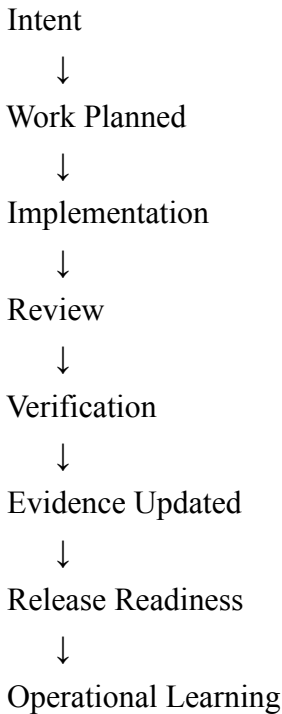 Intent
↓
Work Planned
↓
Implementation
↓
Review
↓
Verification
↓
Evidence Updated
↓
Release Readiness
↓
Operational Learning